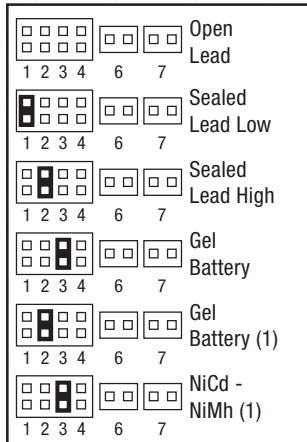 Open
Lead
1 2 3 4 6 7
Sealed
Lead Low
1 2 3 4 6 7
Sealed
Lead High
1 2 3 4 6 7
Gel
Battery
1 2 3 4 6 7
Gel
Battery (1)
1 2 3 4 6 7
NiCd -
NiMh (1)
1 2 3 4 6 7